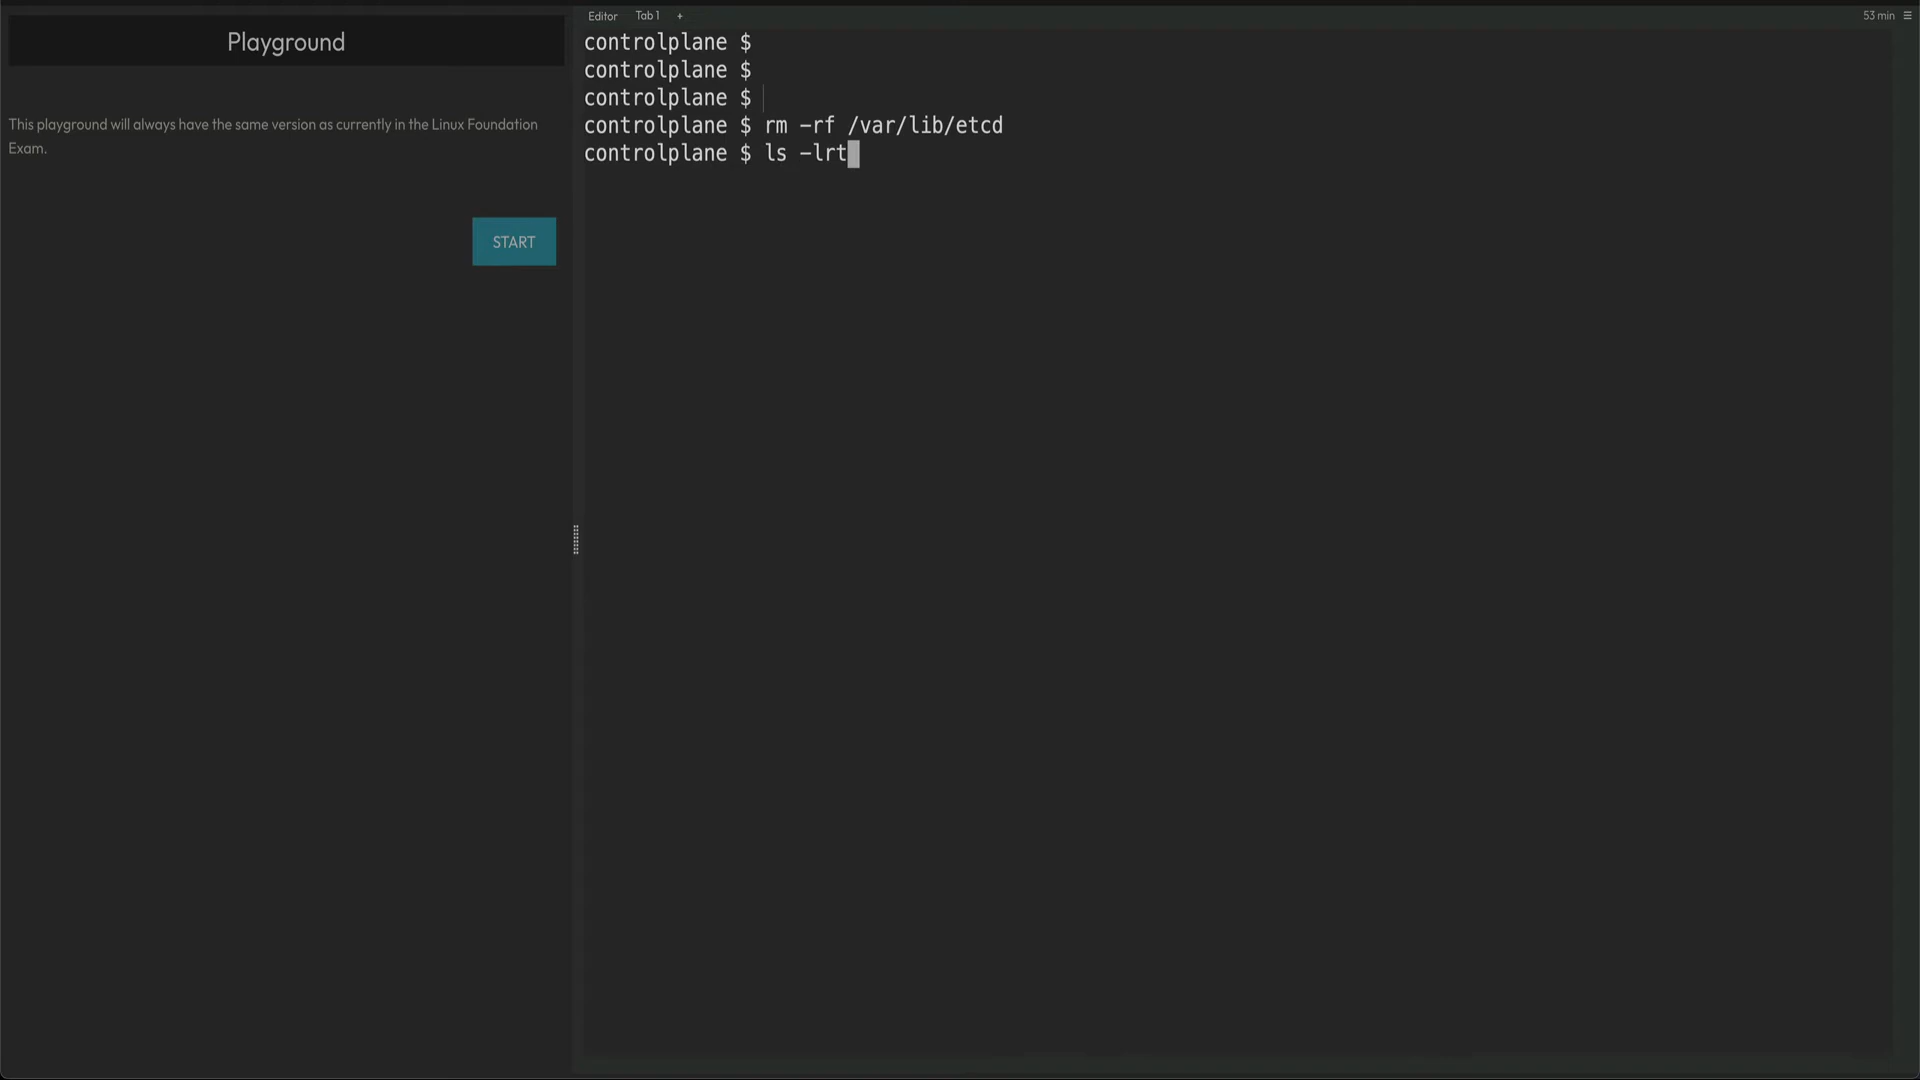 Playground
This playground will always have the same version as currently in the Linux Foundation
Exam.
START
Editor Tab 1 +
53 min
controlplane $
controlplane $
controlplane $
controlplane $ rm -rf /var/lib/etcd
controlplane $ ls -lrt